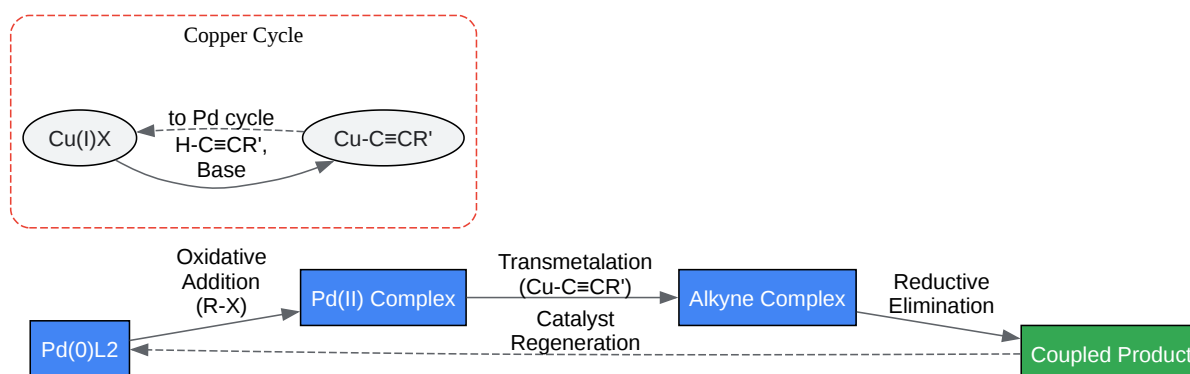 Copper Cycle
Cu(I)X
to Pd cycle
H-C≡CR',
Base
Cu-C≡CR'
Oxidative
Addition
(R-X)
Pd(0)L2
Pd(II) Complex
Transmetalation
(Cu-C≡CR')
Alkyne Complex
Reductive
Elimination
Catalyst
Regeneration
Coupled Product